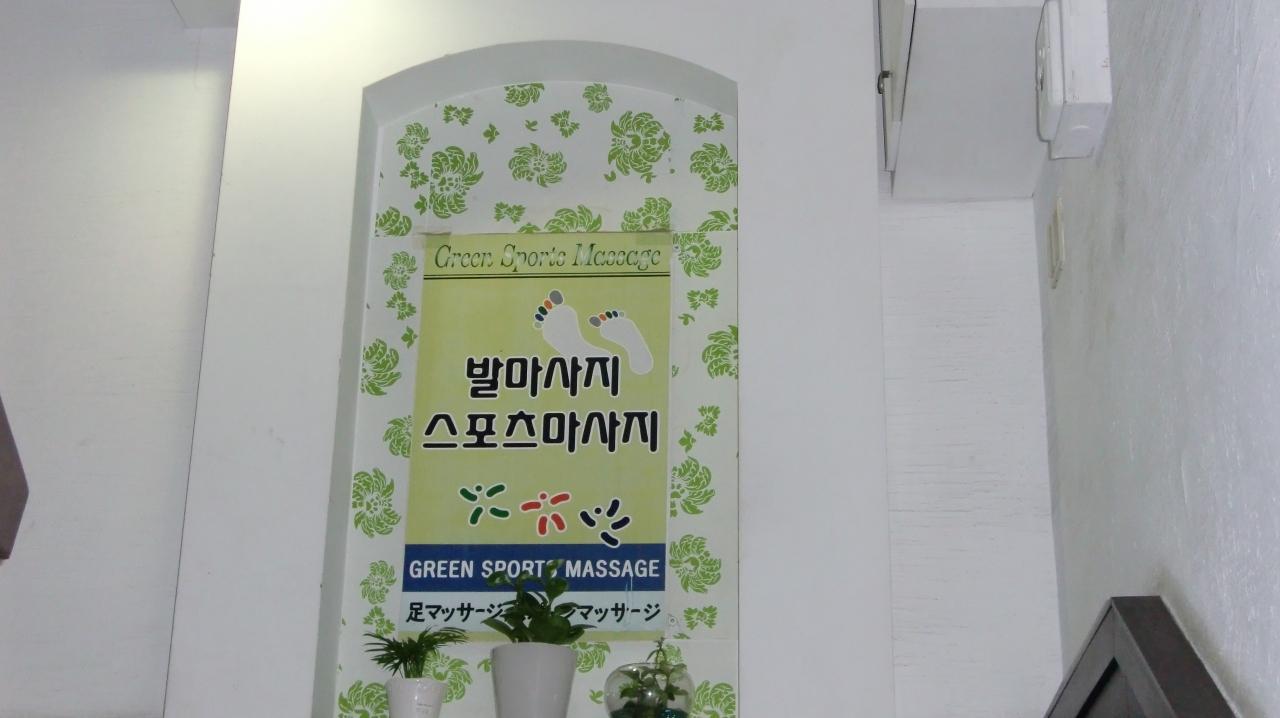 Green Sports Massage
발마사지
스포츠마사지
GREEN SPORTS MASSAGE
足マッサージ マッサージ